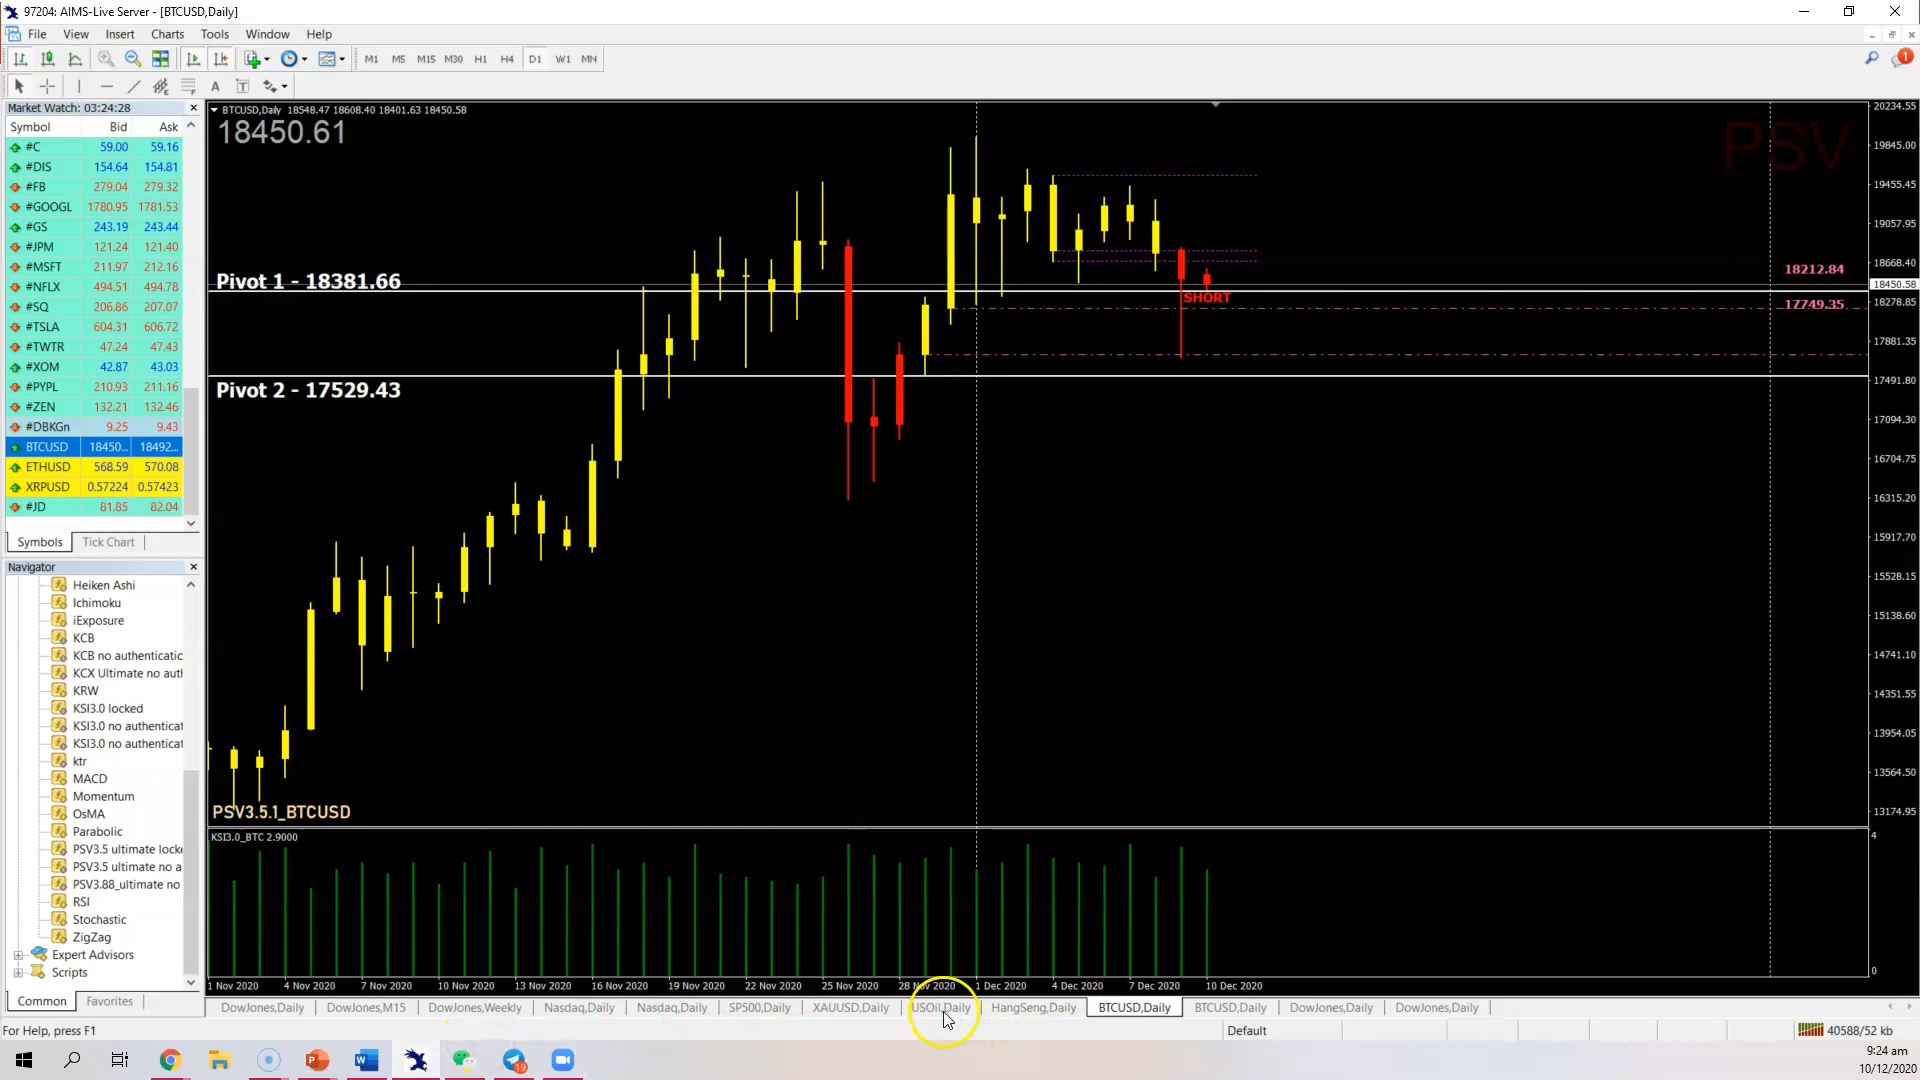 97204: AIMS-Live Server - [BTCUSD,Daily]
File View Insert Charts Tools Window Help
M1 M5 M15 M30 H1 H4 D1 W1 MN
1
Market Watch: 03:24:28
Symbol Bid Ask
#C 59.00 59.16
#DIS 154.64 154.81
#FB 279.04 279.32
#GOOGL 1780.95 1781.53
#GS 243.19 243.44
#JPM 121.24 121.40
#MSFT 211.97 212.16
#NFLX 494.51 494.78
#SQ 206.86 207.07
#TSLA 604.31 606.72
#TWTR 47.24 47.43
#XOM 42.87 43.03
#PYPL 210.93 211.16
#ZEN 132.21 132.46
#DBKGn 9.25 9.43
BTCUSD 18450... 18492...
ETHUSD 568.59 570.08
XRPUSD 0.57224 0.57423
#JD 81.85 82.04
Symbols Tick Chart
Navigator
Heiken Ashi
Ichimoku
iExposure
KCB
KCB no authenticatic
KCX Ultimate no auth
KRW
KSI3.0 locked
KSI3.0 no authenticat
KSI3.0 no authenticat
ktr
MACD
Momentum
OsMA
Parabolic
PSV3.5 ultimate locke
PSV3.5 ultimate no a
PSV3.88_ultimate no
RSI
Stochastic
ZigZag
Expert Advisors
Scripts
Common Favorites
BTCUSD,Daily 18548.47 18608.40 18401.63 18450.58
18450.61
PSV
Pivot 1 - 18381.66
Pivot 2 - 17529.43
SHORT
18212.84
17749.35
PSV3.5.1_BTCUSD
KSI3.0_BTC 2.9000
20234.55
19845.00
19455.45
19057.95
18668.40
18450.58
18278.85
17881.35
17491.80
17094.30
16704.75
16315.20
15917.70
15528.15
15138.60
14741.10
14351.55
13954.05
13564.50
13174.95
4
0
1 Nov 2020 4 Nov 2020 7 Nov 2020 10 Nov 2020 13 Nov 2020 16 Nov 2020 19 Nov 2020 22 Nov 2020 25 Nov 2020 28 Nov 2020 1 Dec 2020 4 Dec 2020 7 Dec 2020 10 Dec 2020
DowJones,Daily DowJones,M15 DowJones,Weekly Nasdaq,Daily Nasdaq,Daily SP500,Daily XAUUSD,Daily USOil,Daily HangSeng,Daily BTCUSD,Daily BTCUSD,Daily DowJones,Daily DowJones,Daily
For Help, press F1
Default
40588/52 kb
19
9:24 am
10/12/2020